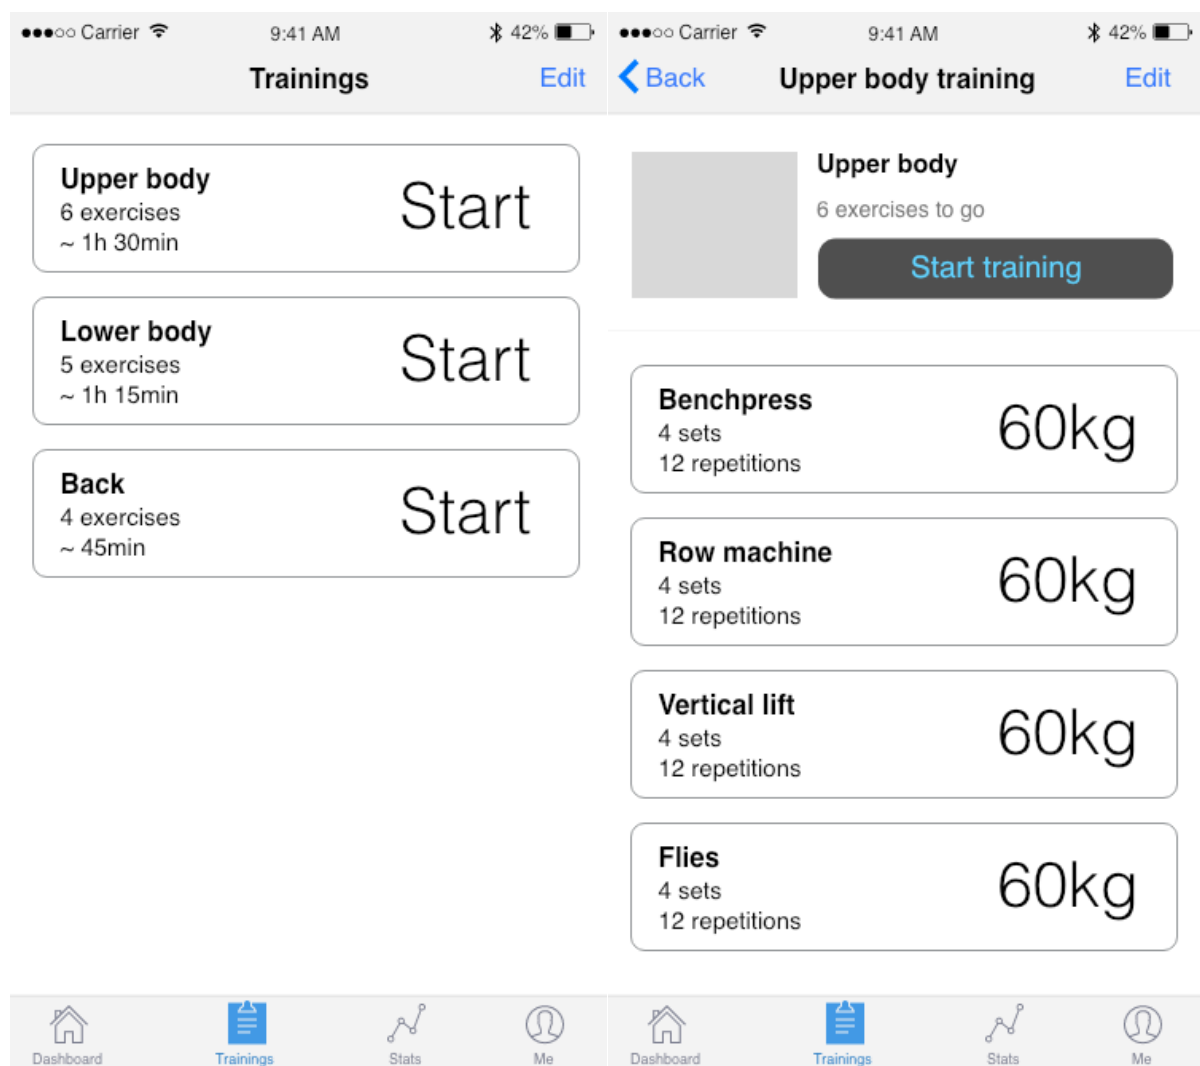 Carrier 9:41 AM 42%
Trainings Edit
Upper body
6 exercises
~ 1h 30min
Start
Lower body
5 exercises
~ 1h 15min
Start
Back
4 exercises
~ 45min
Start
Dashboard Trainings Stats Me
Carrier 9:41 AM 42%
Back Upper body training Edit
Upper body
6 exercises to go
Start training
Benchpress
4 sets
12 repetitions
60kg
Row machine
4 sets
12 repetitions
60kg
Vertical lift
4 sets
12 repetitions
60kg
Flies
4 sets
12 repetitions
60kg
Dashboard Trainings Stats Me